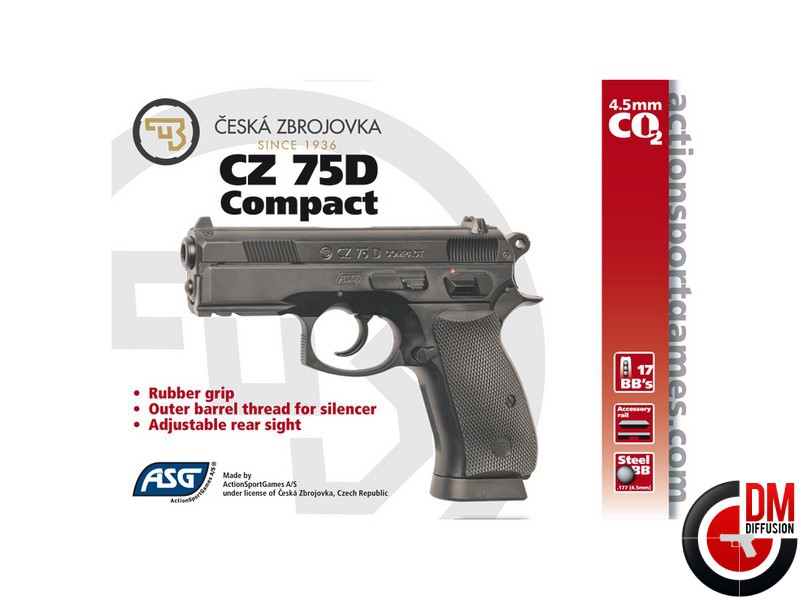 ČESKÁ ZBROJOVKA
SINCE 1936
CZ 75D
Compact
CZ 75 D COMPACT
ASG
• Rubber grip
• Outer barrel thread for silencer
• Adjustable rear sight
ASG
ActionSportGames A/S®
Made by
ActionSportGames A/S
under license of Česká Zbrojovka, Czech Republic
4.5mm
CO2
actionsportgames.com
17
BB's
Accessory
rail
Steel
BB
.177 (4.5mm)
DM
DIFFUSION